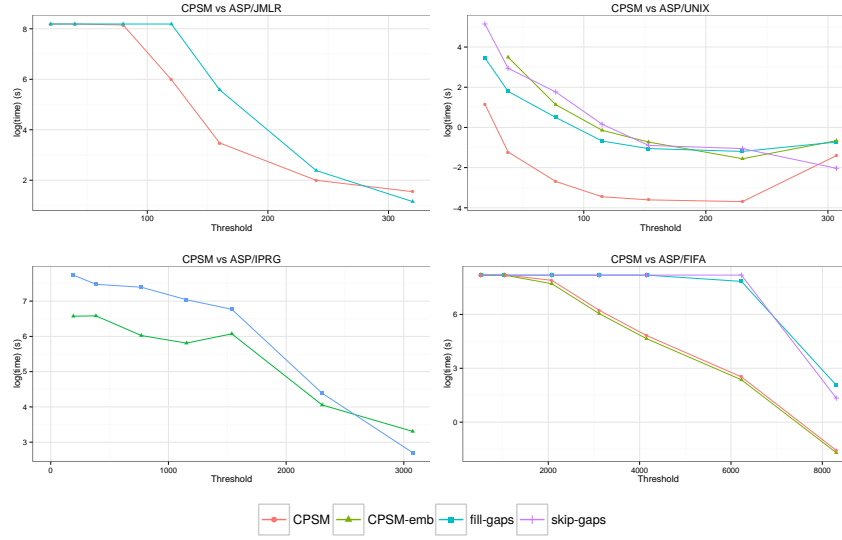 CPSM vs ASP/JMLR
8
6
4
2
log(time) (s)
100
200
300
Threshold
CPSM vs ASP/UNIX
4
2
0
−2
−4
log(time) (s)
0
100
200
300
Threshold
CPSM vs ASP/IPRG
7
6
5
4
3
log(time) (s)
0
1000
2000
3000
Threshold
CPSM vs ASP/FIFA
6
3
0
log(time) (s)
2000
4000
6000
8000
Threshold
CPSM CPSM-emb fill-gaps skip-gaps